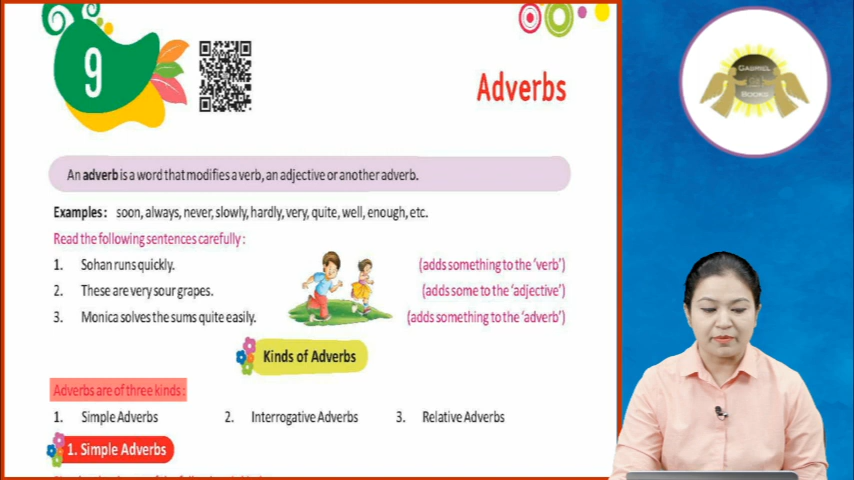 9
Adverbs
GABRIEL
BOOKS
An adverb is a word that modifies a verb, an adjective or another adverb.
Examples: soon, always, never, slowly, hardly, very, quite, well, enough, etc.
Read the following sentences carefully:
1. Sohan runs quickly. (adds something to the 'verb')
2. These are very sour grapes. (adds some to the 'adjective')
3. Monica solves the sums quite easily. (adds something to the 'adverb')
Kinds of Adverbs
Adverbs are of three kinds:
1. Simple Adverbs 2. Interrogative Adverbs 3. Relative Adverbs
1. Simple Adverbs